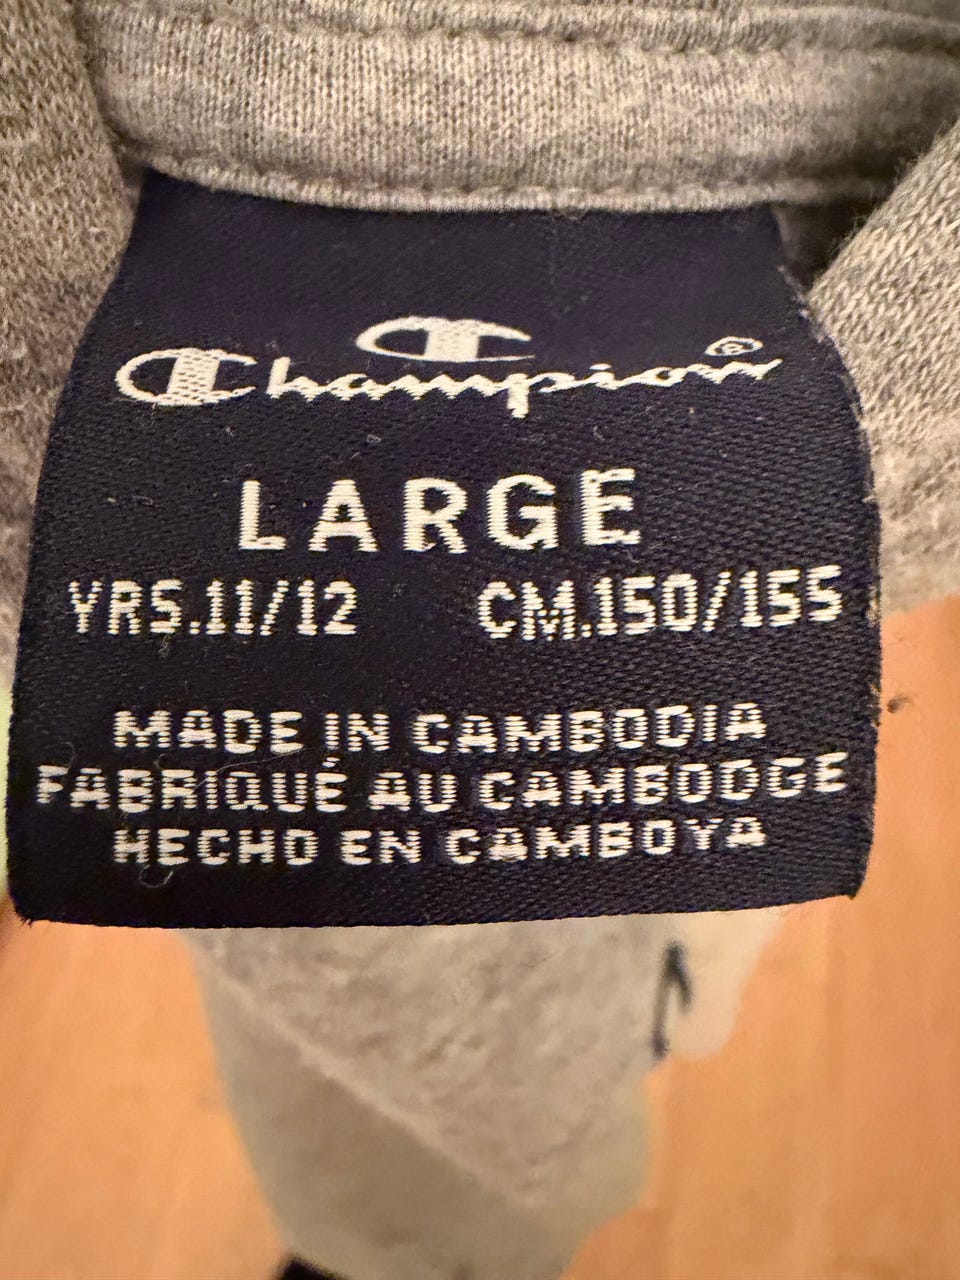 Champion®
LARGE
YRS.11/12 CM.150/155
MADE IN CAMBODIA
FABRIQUÉ AU CAMBODGE
HECHO EN CAMBOYA